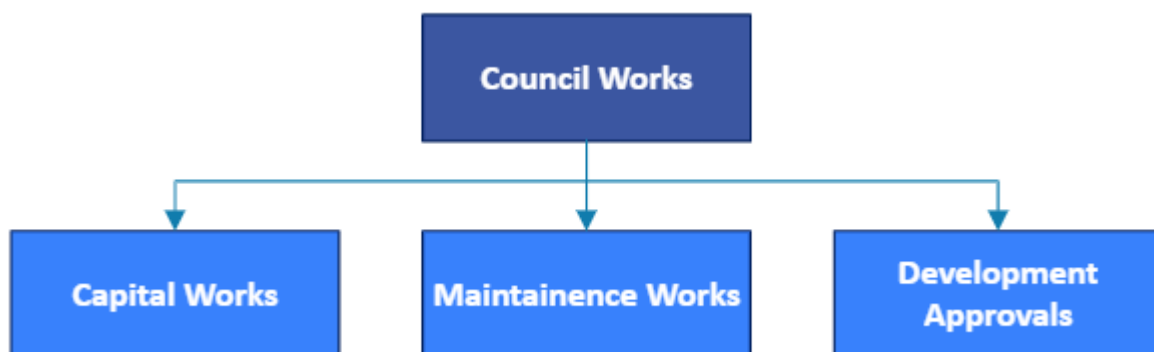 Council Works
Capital Works
Maintainence Works
Development
Approvals